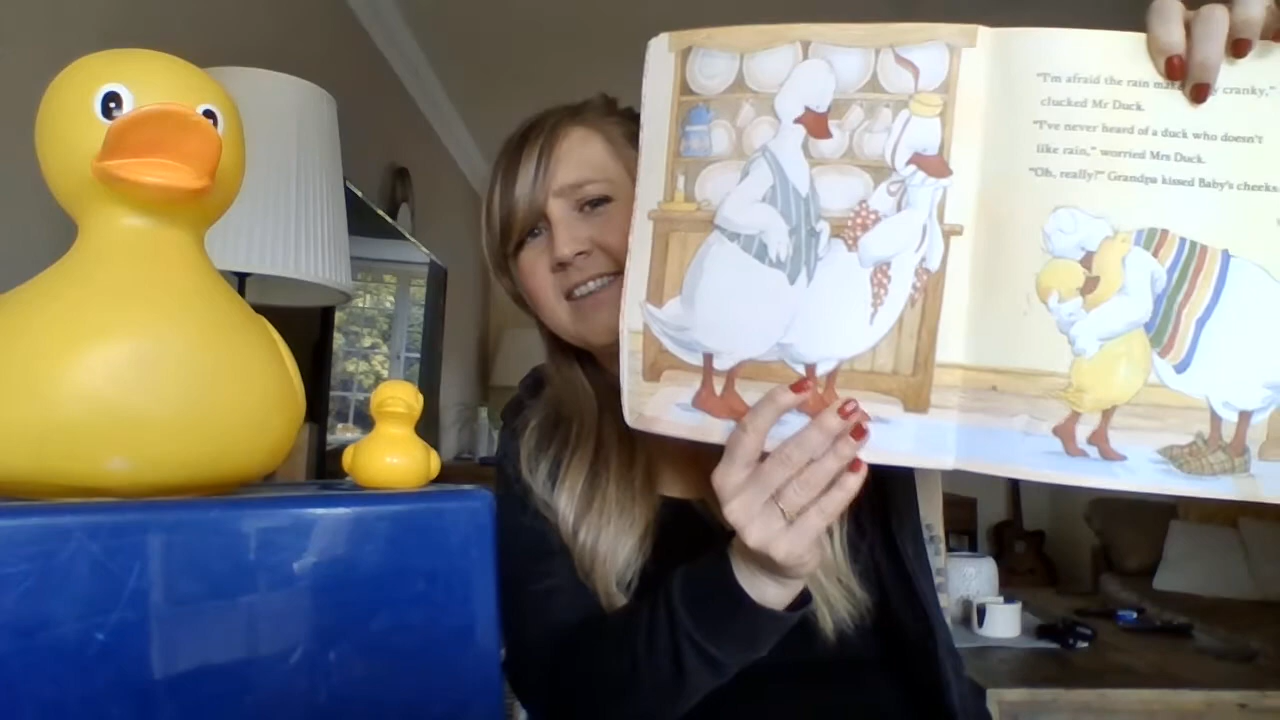 "I'm afraid the rain cranky,"
clucked Mr Duck.
"I've never heard of a duck who doesn't
like rain," worried Mrs Duck.
"Oh, really?" Grandpa kissed Baby's cheeks